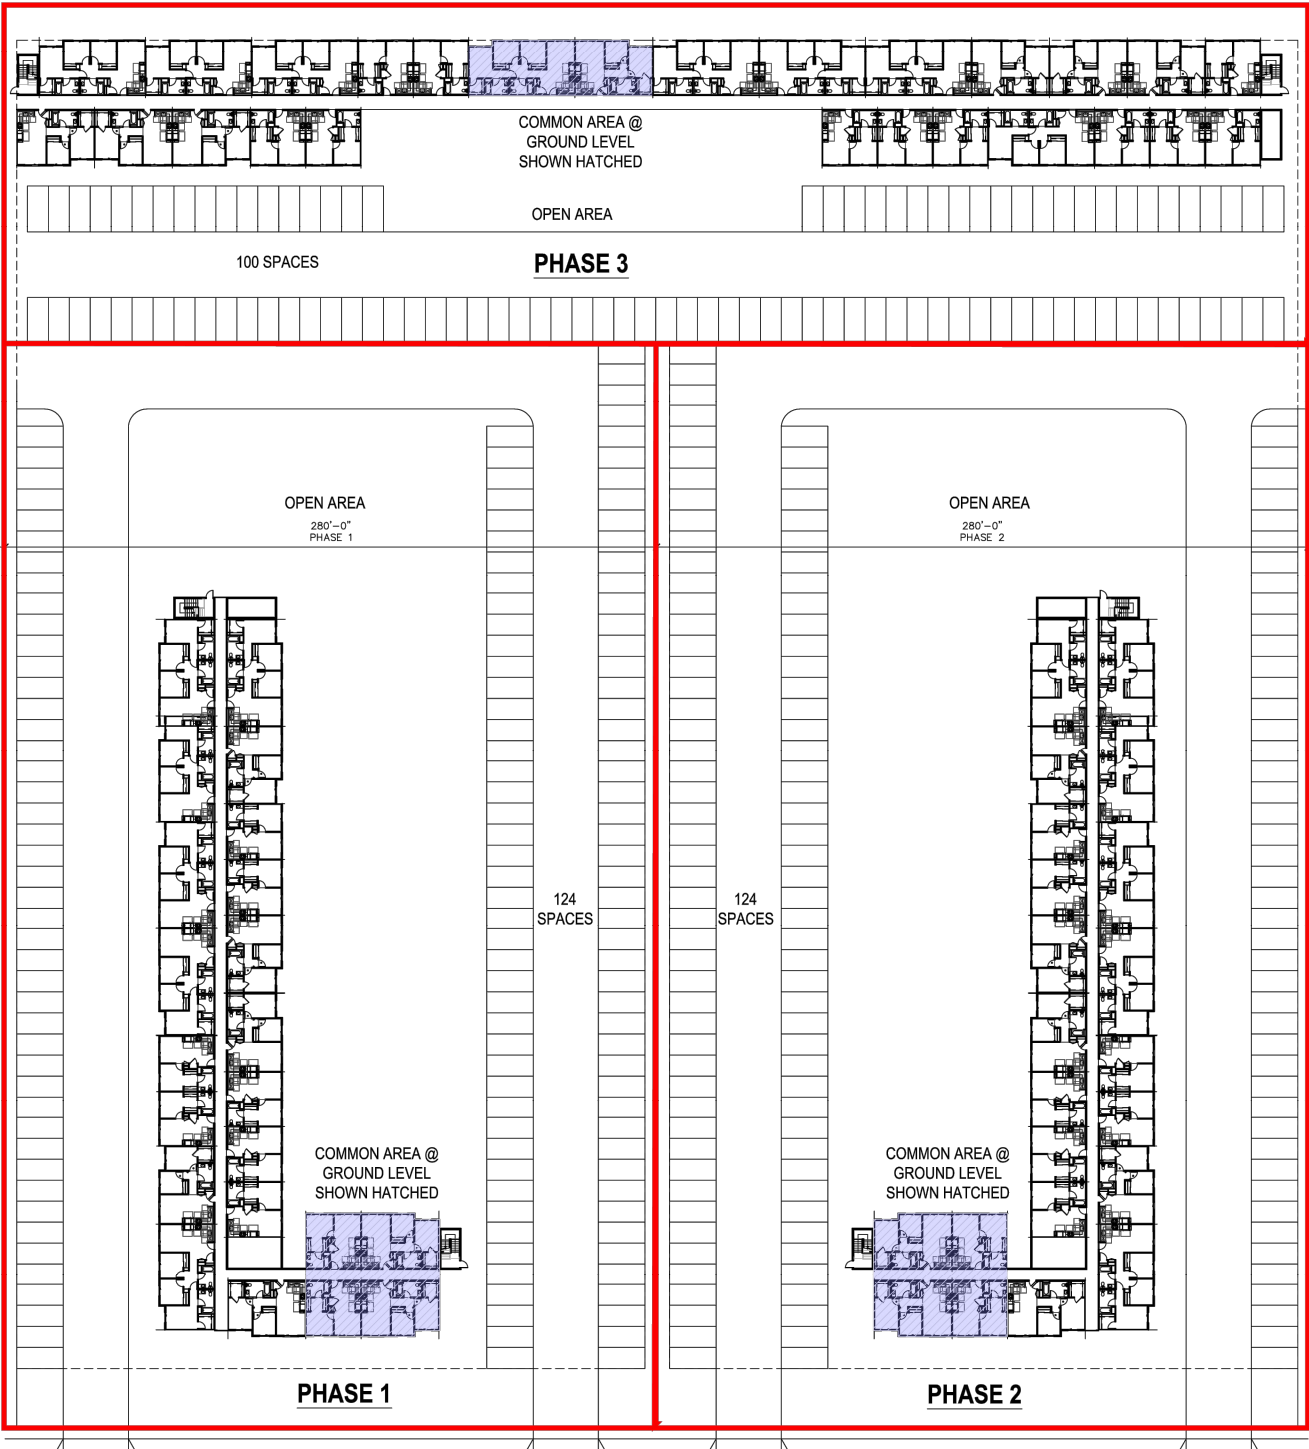 COMMON AREA @
GROUND LEVEL
SHOWN HATCHED
OPEN AREA
100 SPACES
PHASE 3
OPEN AREA
280'-0"
PHASE 1
OPEN AREA
280'-0"
PHASE 2
124
SPACES
124
SPACES
COMMON AREA @
GROUND LEVEL
SHOWN HATCHED
COMMON AREA @
GROUND LEVEL
SHOWN HATCHED
PHASE 1
PHASE 2